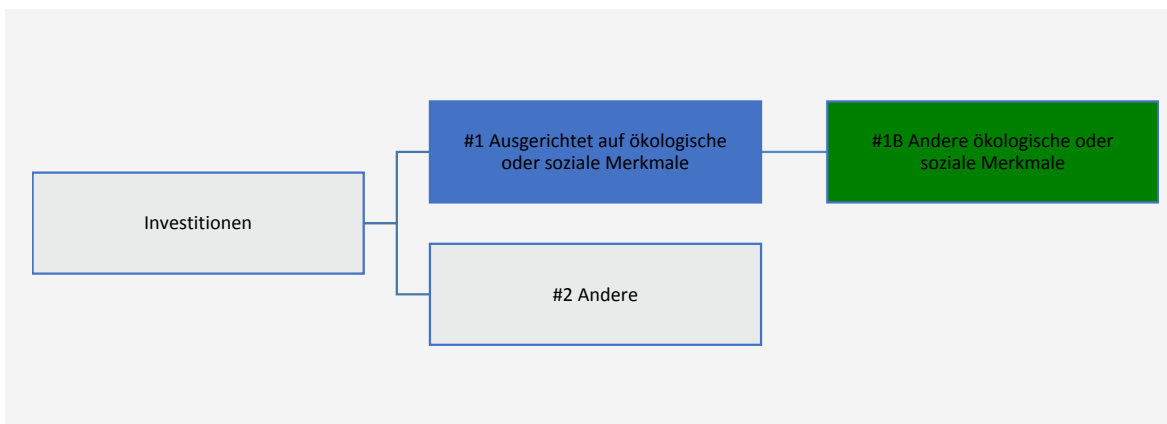 Investitionen
#1 Ausgerichtet auf ökologische
oder soziale Merkmale
#1B Andere ökologische oder
soziale Merkmale
#2 Andere